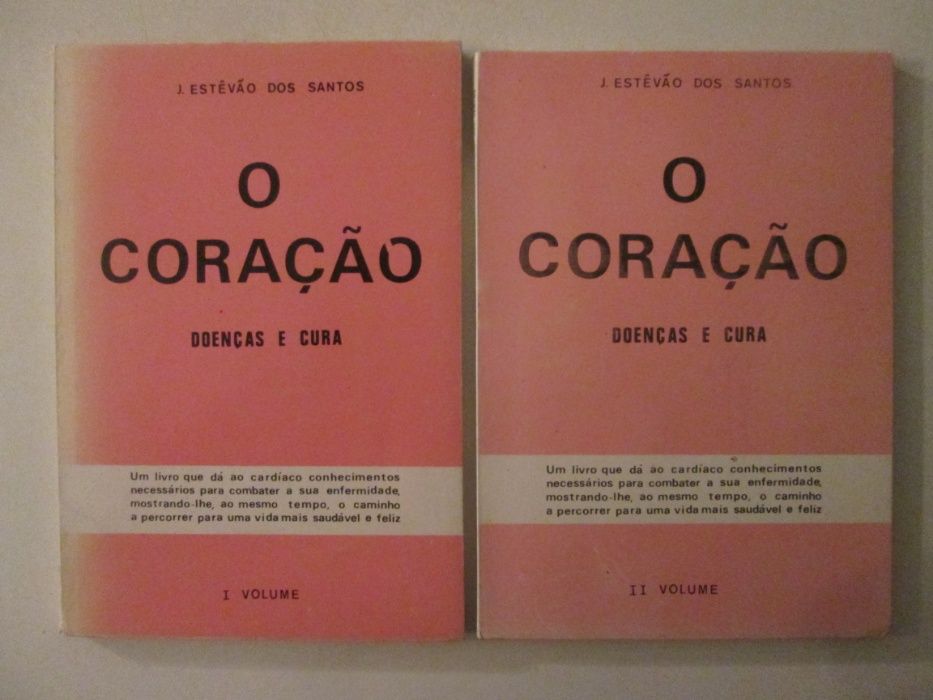 J. ESTÊVÃO DOS SANTOS
O
CORAÇÃO
DOENÇAS E CURA
Um livro que dá ao cardíaco conhecimentos
necessários para combater a sua enfermidade,
mostrando-lhe, ao mesmo tempo, o caminho
a percorrer para uma vida mais saudável e feliz
I VOLUME
J. ESTÊVÃO DOS SANTOS
O
CORAÇÃO
DOENÇAS E CURA
Um livro que dá ao cardíaco conhecimentos
necessários para combater a sua enfermidade,
mostrando-lhe, ao mesmo tempo, o caminho
a percorrer para uma vida mais saudável e feliz
II VOLUME